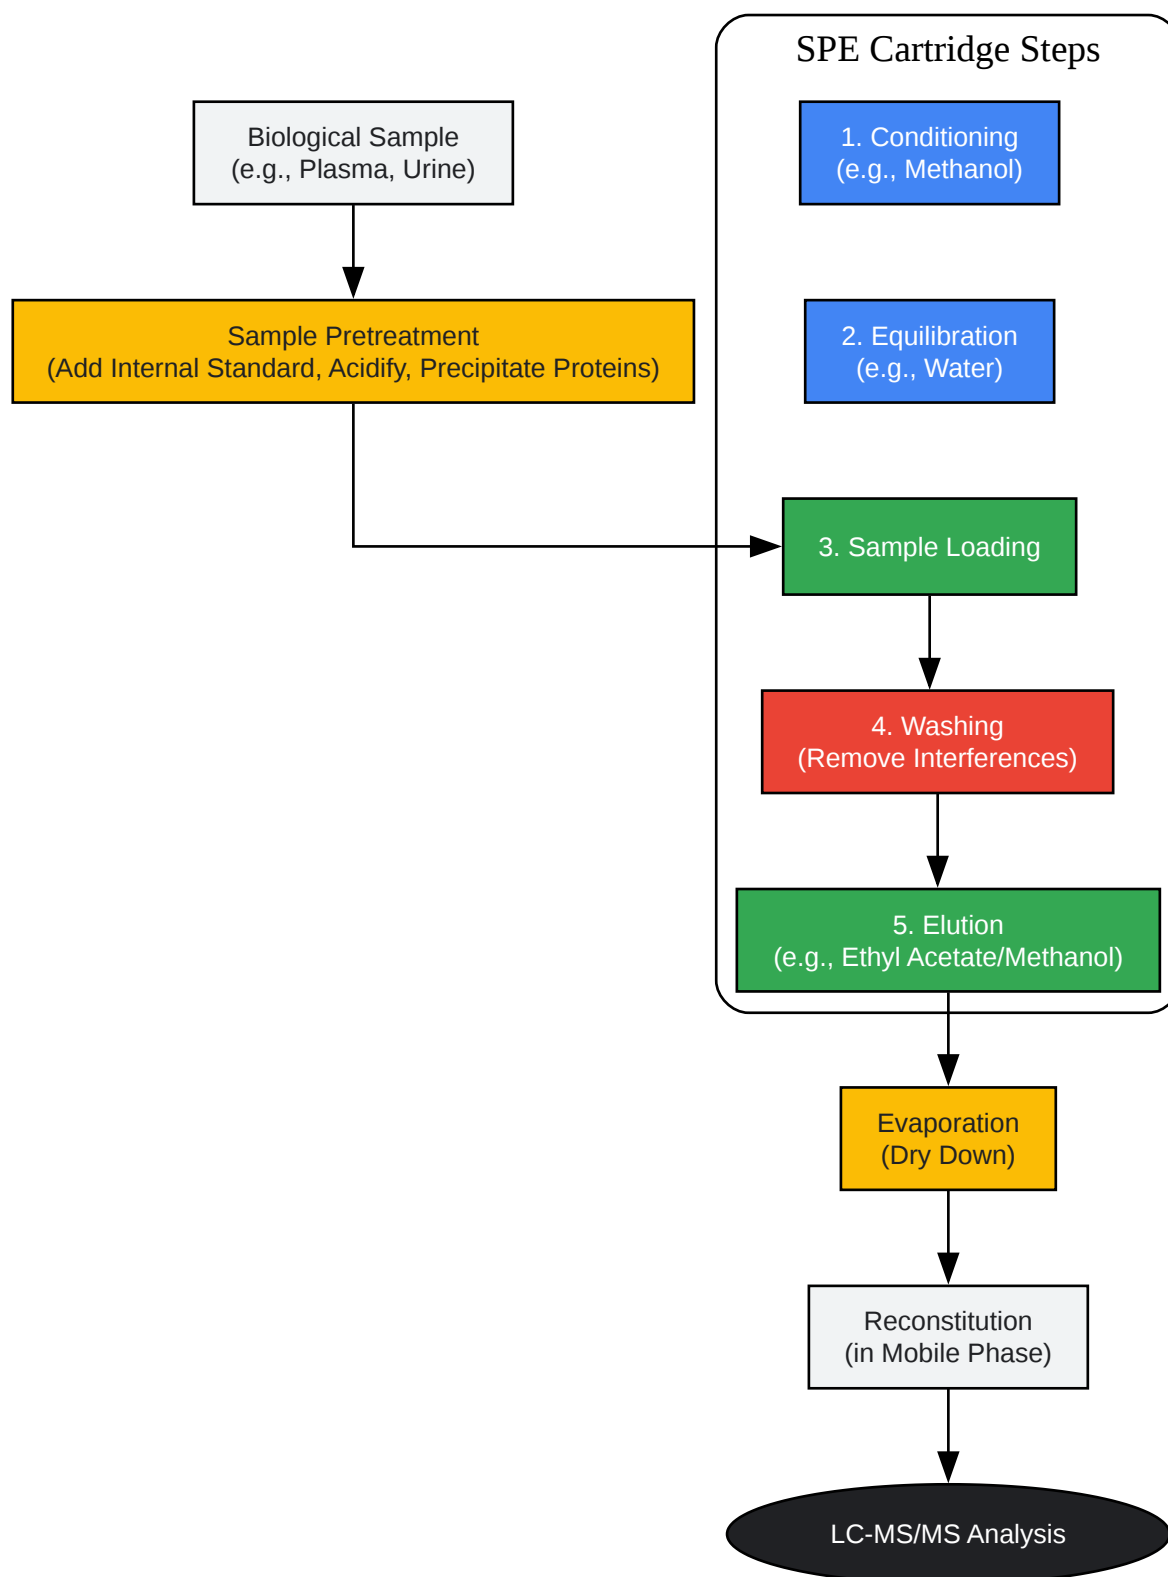 SPE Cartridge Steps
Biological Sample
(e.g., Plasma, Urine)
1. Conditioning
(e.g., Methanol)
Sample Pretreatment
(Add Internal Standard, Acidify, Precipitate Proteins)
2. Equilibration
(e.g., Water)
3. Sample Loading
4. Washing
(Remove Interferences)
5. Elution
(e.g., Ethyl Acetate/Methanol)
Evaporation
(Dry Down)
Reconstitution
(in Mobile Phase)
LC-MS/MS Analysis